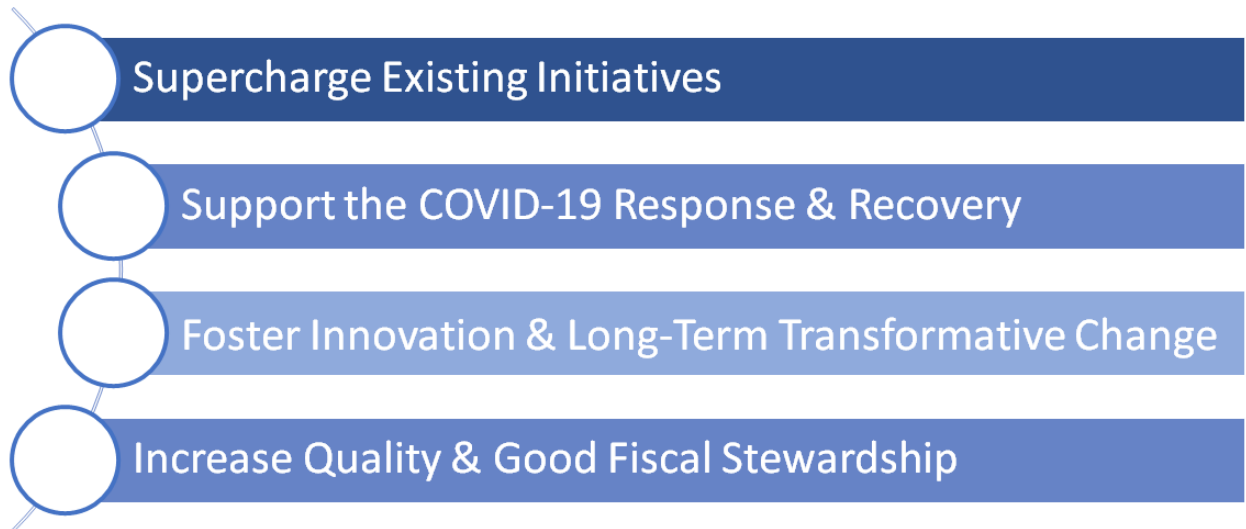 Supercharge Existing Initiatives
Support the COVID-19 Response & Recovery
Foster Innovation & Long-Term Transformative Change
Increase Quality & Good Fiscal Stewardship